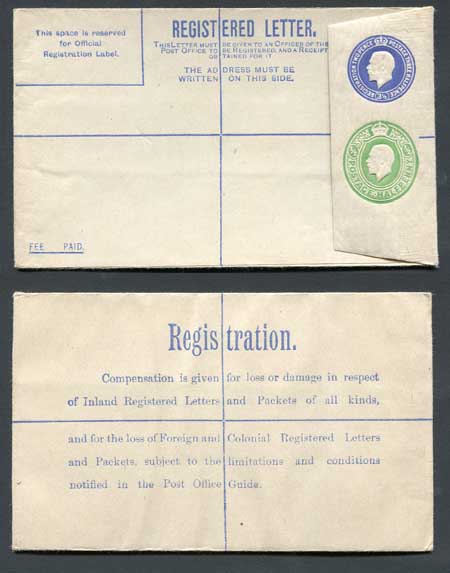 This space is reserved
for Official
Registration Label.
REGISTERED LETTER.
THIS LETTER MUST BE GIVEN TO AN OFFICER OF THE
POST OFFICE TO BE REGISTERED, AND A RECEIPT
OBTAINED FOR IT.
THE ADDRESS MUST BE
WRITTEN ON THIS SIDE.
REGISTRATION TWO PENCE
POSTAGE
POSTAGE
HALFPENNY
FEE PAID.
Registration.
Compensation is given for loss or damage in respect
of Inland Registered Letters and Packets of all kinds,
and for the loss of Foreign and Colonial Registered Letters
and Packets, subject to the limitations and conditions
notified in the Post Office Guide.